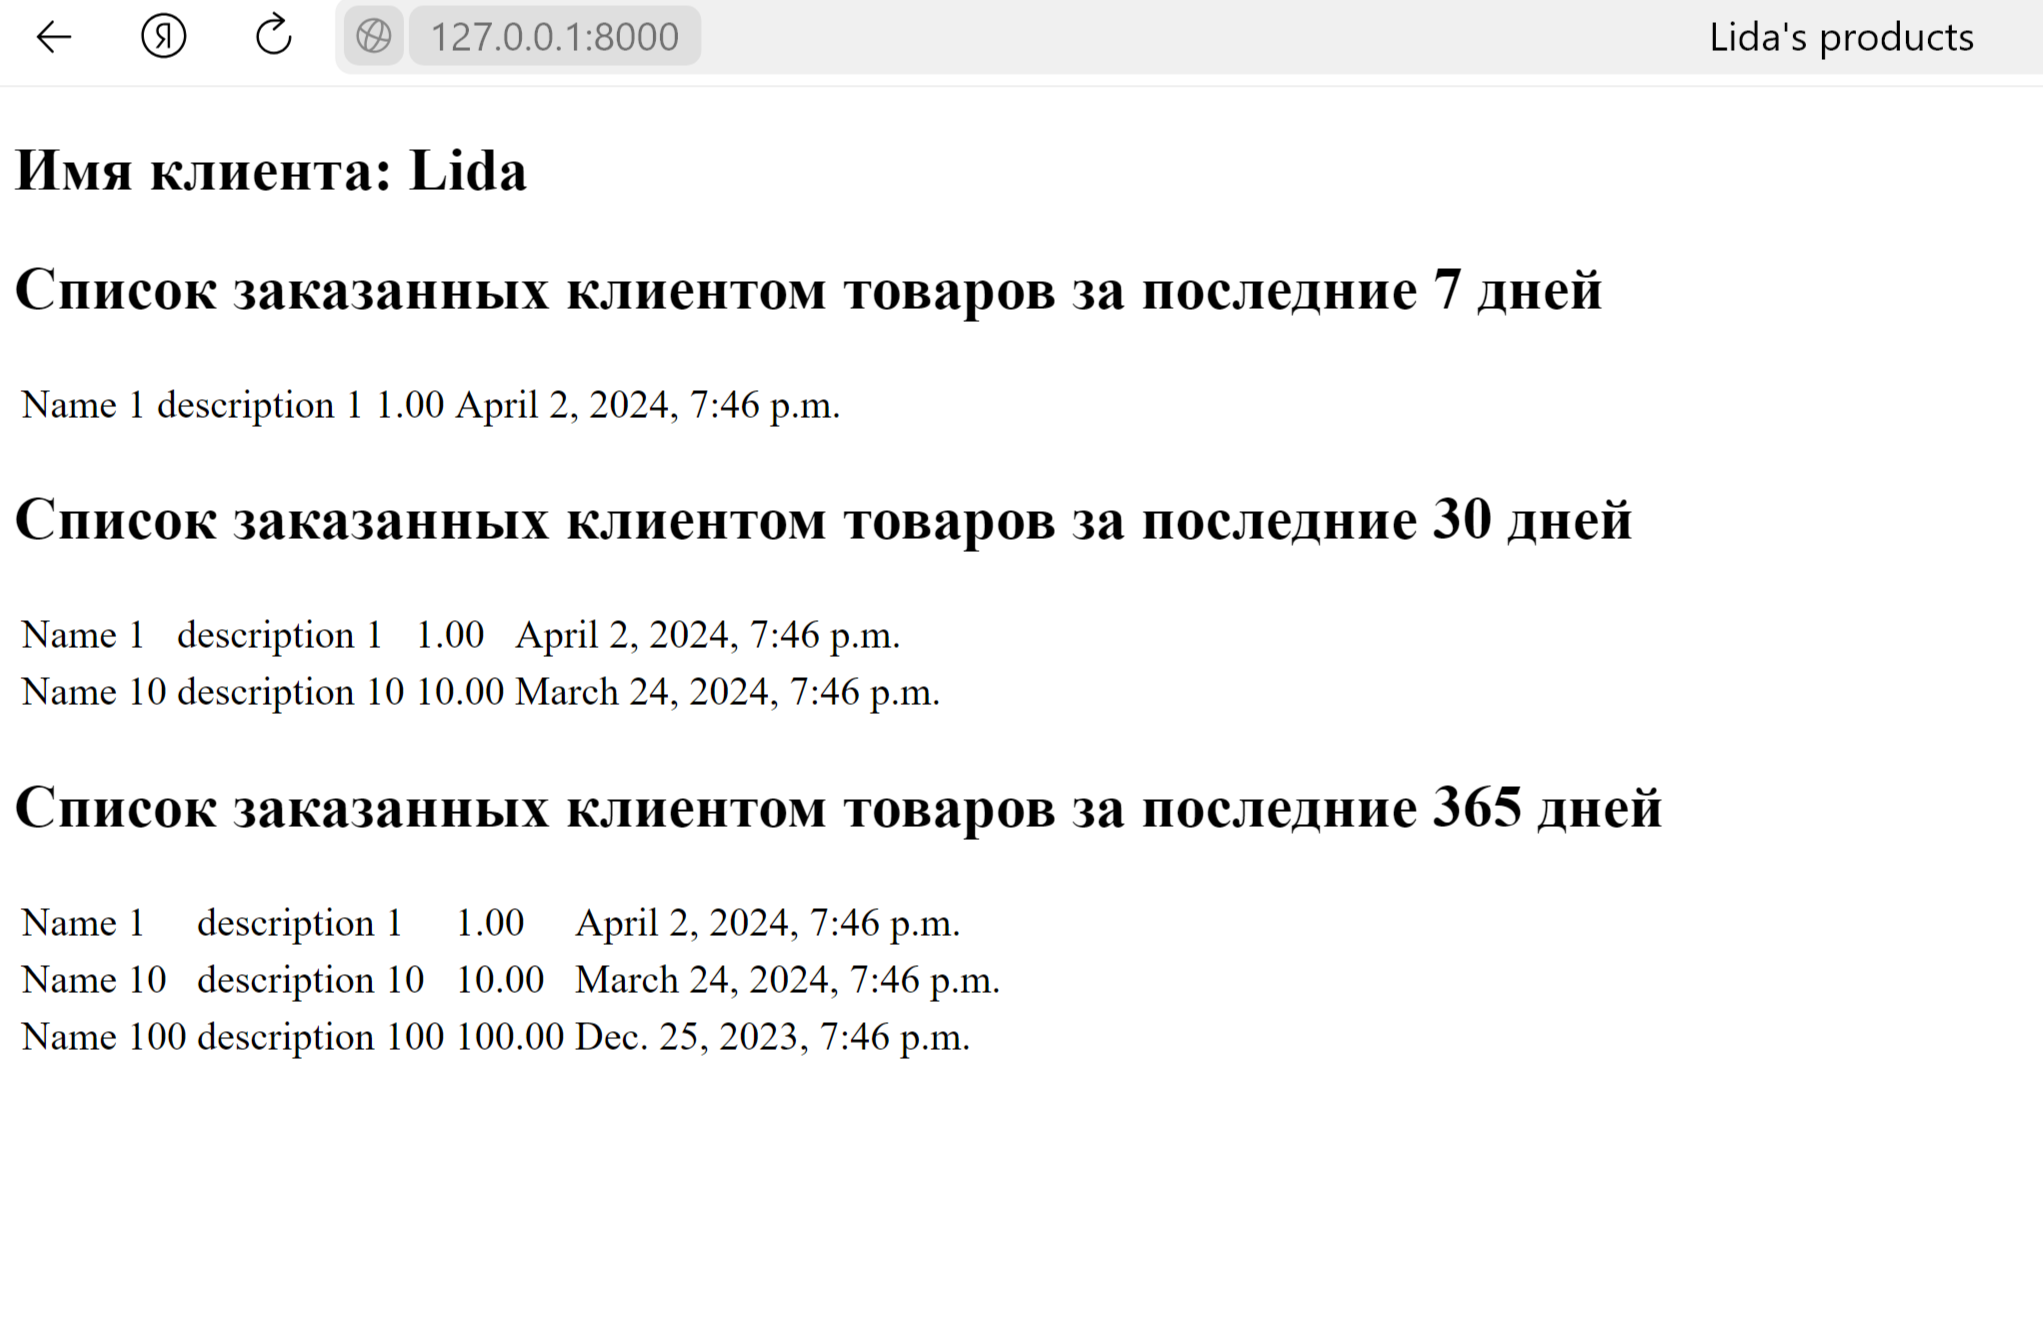 127.0.0.1:8000 Lida's products
Имя клиента: Lida
Список заказанных клиентом товаров за последние 7 дней
Name 1 description 1 1.00 April 2, 2024, 7:46 p.m.
Список заказанных клиентом товаров за последние 30 дней
Name 1 description 1 1.00 April 2, 2024, 7:46 p.m.
Name 10 description 10 10.00 March 24, 2024, 7:46 p.m.
Список заказанных клиентом товаров за последние 365 дней
Name 1 description 1 1.00 April 2, 2024, 7:46 p.m.
Name 10 description 10 10.00 March 24, 2024, 7:46 p.m.
Name 100 description 100 100.00 Dec. 25, 2023, 7:46 p.m.